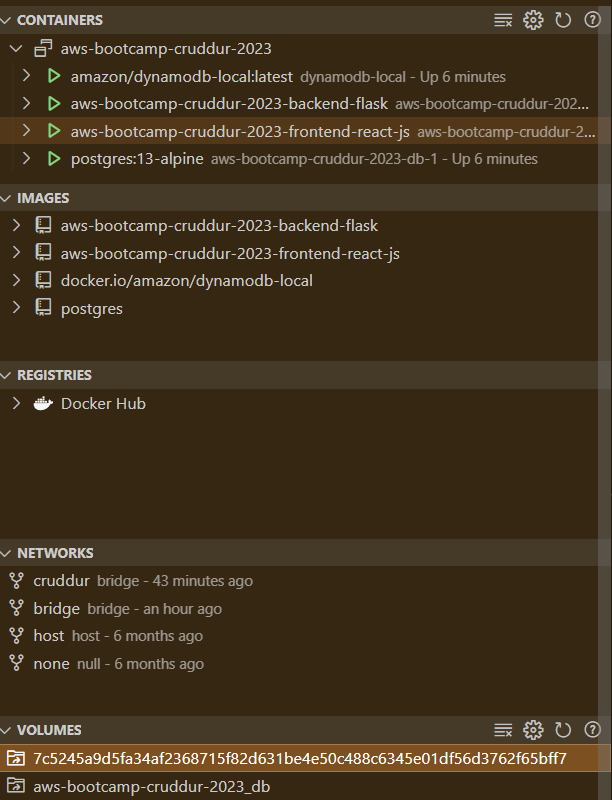 CONTAINERS
aws-bootcamp-cruddur-2023
amazon/dynamodb-local:latest dynamodb-local - Up 6 minutes
aws-bootcamp-cruddur-2023-backend-flask aws-bootcamp-cruddur-202...
aws-bootcamp-cruddur-2023-frontend-react-js aws-bootcamp-cruddur-2...
postgres:13-alpine aws-bootcamp-cruddur-2023-db-1 - Up 6 minutes
IMAGES
aws-bootcamp-cruddur-2023-backend-flask
aws-bootcamp-cruddur-2023-frontend-react-js
docker.io/amazon/dynamodb-local
postgres
REGISTRIES
Docker Hub
NETWORKS
cruddur bridge - 43 minutes ago
bridge bridge - an hour ago
host host - 6 months ago
none null - 6 months ago
VOLUMES
7c5245a9d5fa34af2368715f82d631be4e50c488c6345e01df56d3762f65bff7
aws-bootcamp-cruddur-2023_db